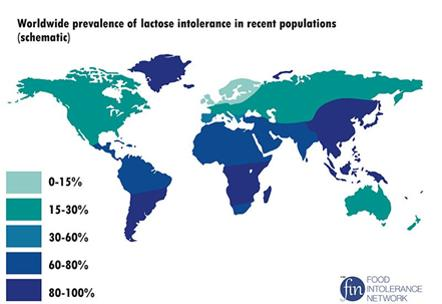 Worldwide prevalence of lactose intolerance in recent populations
(schematic)
0-15%
15-30%
30-60%
60-80%
80-100%
fin
FOOD
INTOLERANCE
NETWORK